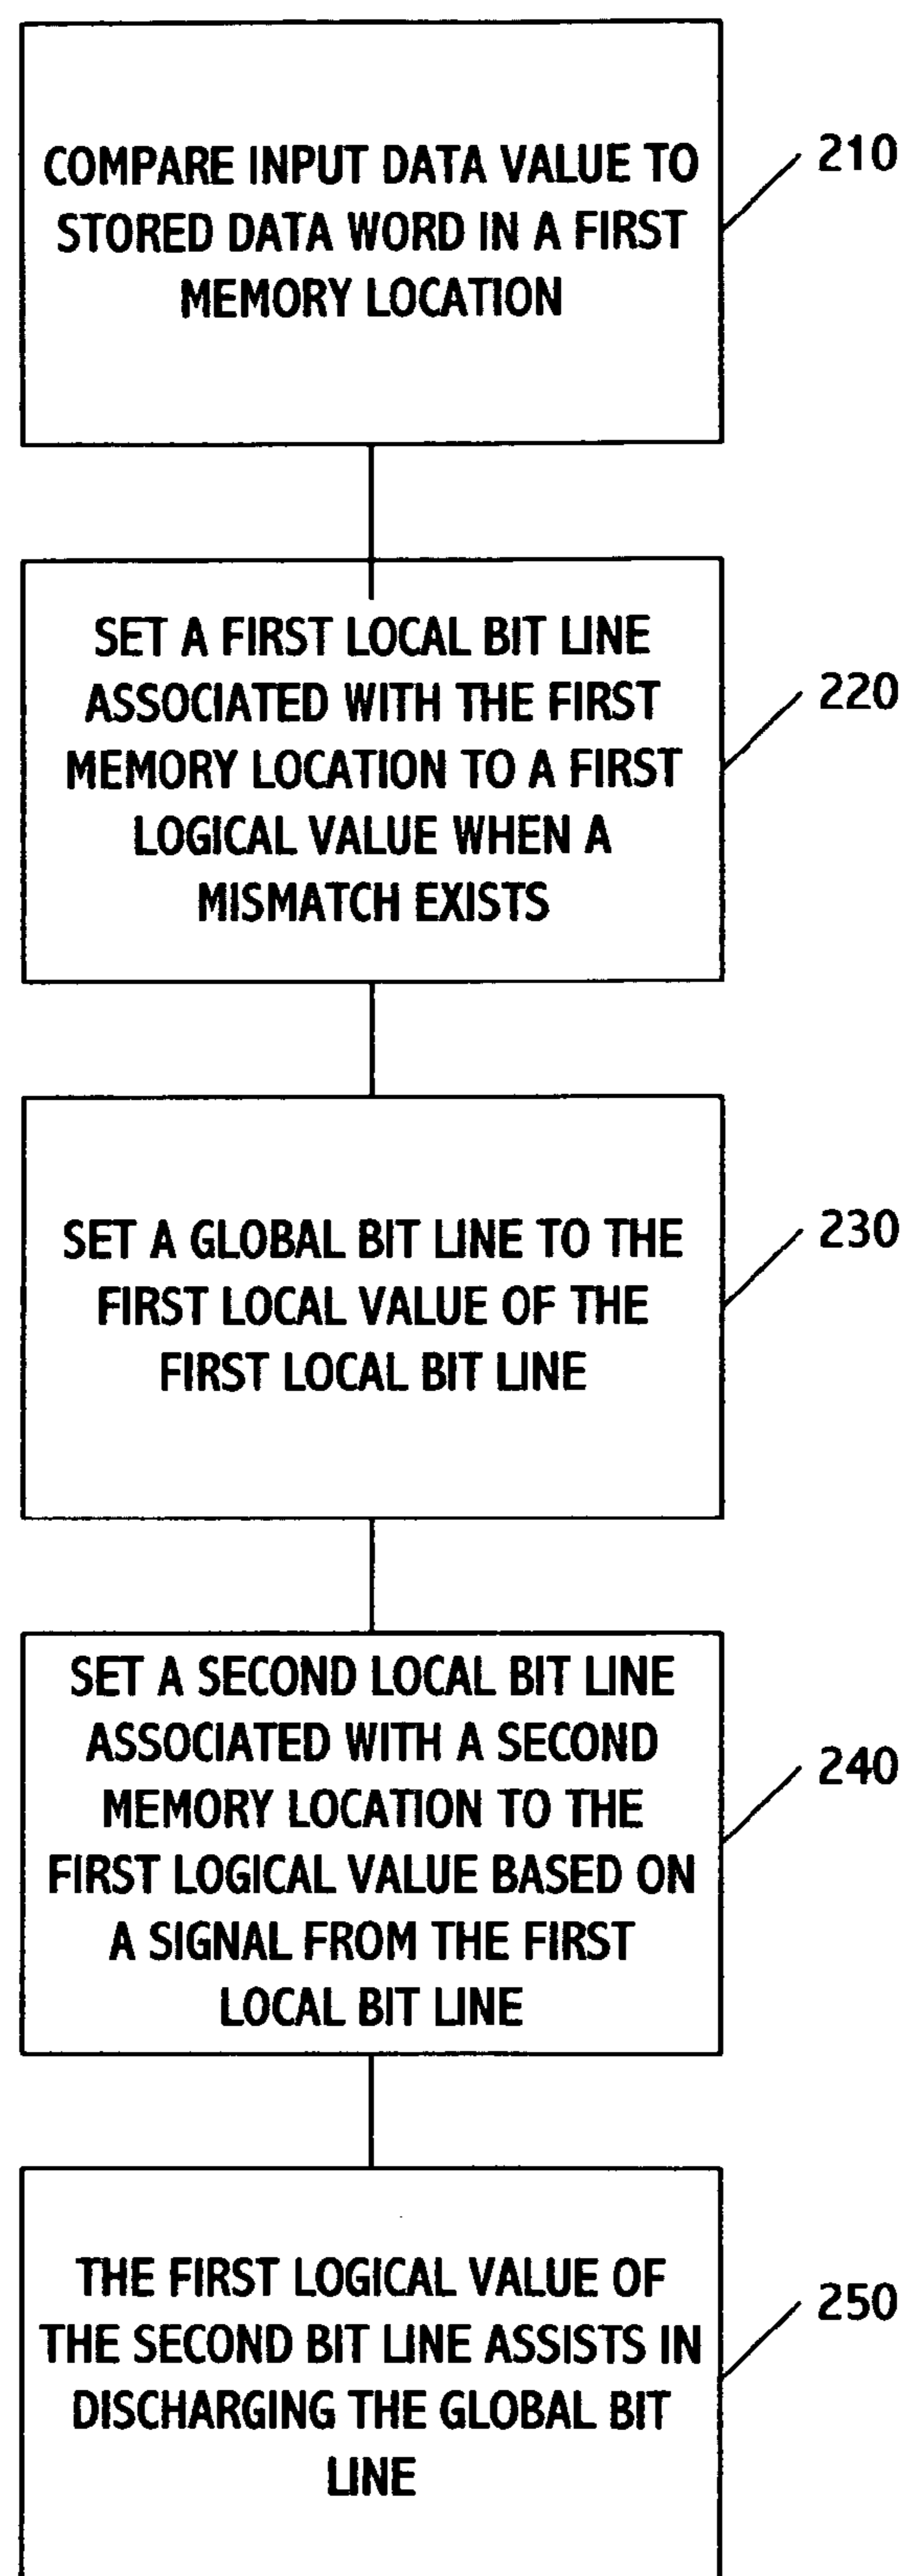 COMPARE INPUT DATA VALUE TO
STORED DATA WORD IN A FIRST
MEMORY LOCATION
210
SET A FIRST LOCAL BIT LINE
ASSOCIATED WITH THE FIRST
MEMORY LOCATION TO A FIRST
LOGICAL VALUE WHEN A
MISMATCH EXISTS
220
SET A GLOBAL BIT LINE TO THE
FIRST LOCAL VALUE OF THE
FIRST LOCAL BIT LINE
230
SET A SECOND LOCAL BIT LINE
ASSOCIATED WITH A SECOND
MEMORY LOCATION TO THE
FIRST LOGICAL VALUE BASED ON
A SIGNAL FROM THE FIRST
LOCAL BIT LINE
240
THE FIRST LOGICAL VALUE OF
THE SECOND BIT LINE ASSISTS IN
DISCHARGING THE GLOBAL BIT
LINE
250